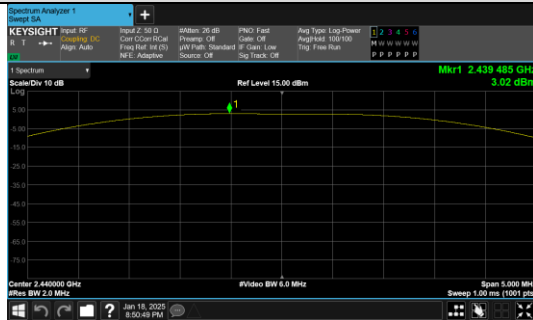 Spectrum Analyzer 1
Swept SA
+
KEYSIGHT
R T
Input: RF
Coupling: DC
Align: Auto
Input Z: 50 Ω
Corr CCorr RCal
Freq Ref: Int (S)
NFE: Adaptive
#Atten: 26 dB
Preamp: Off
µW Path: Standard
Source: Off
PNO: Fast
Gate: Off
IF Gain: Low
Sig Track: Off
Avg Type: Log-Power
Avg|Hold: 100/100
Trig: Free Run
1 2 3 4 5 6
M W W W W W
P P P P P P
1 Spectrum
Scale/Div 10 dB
Ref Level 15.00 dBm
Mkr1 2.439 485 GHz
3.02 dBm
Log
1
5.00
-5.00
-15.0
-25.0
-35.0
-45.0
-55.0
-65.0
-75.0
Center 2.440000 GHz
#Video BW 6.0 MHz
Span 5.000 MHz
#Res BW 2.0 MHz
Sweep 1.00 ms (1001 pts)
?
Jan 18, 2025
8:50:49 PM